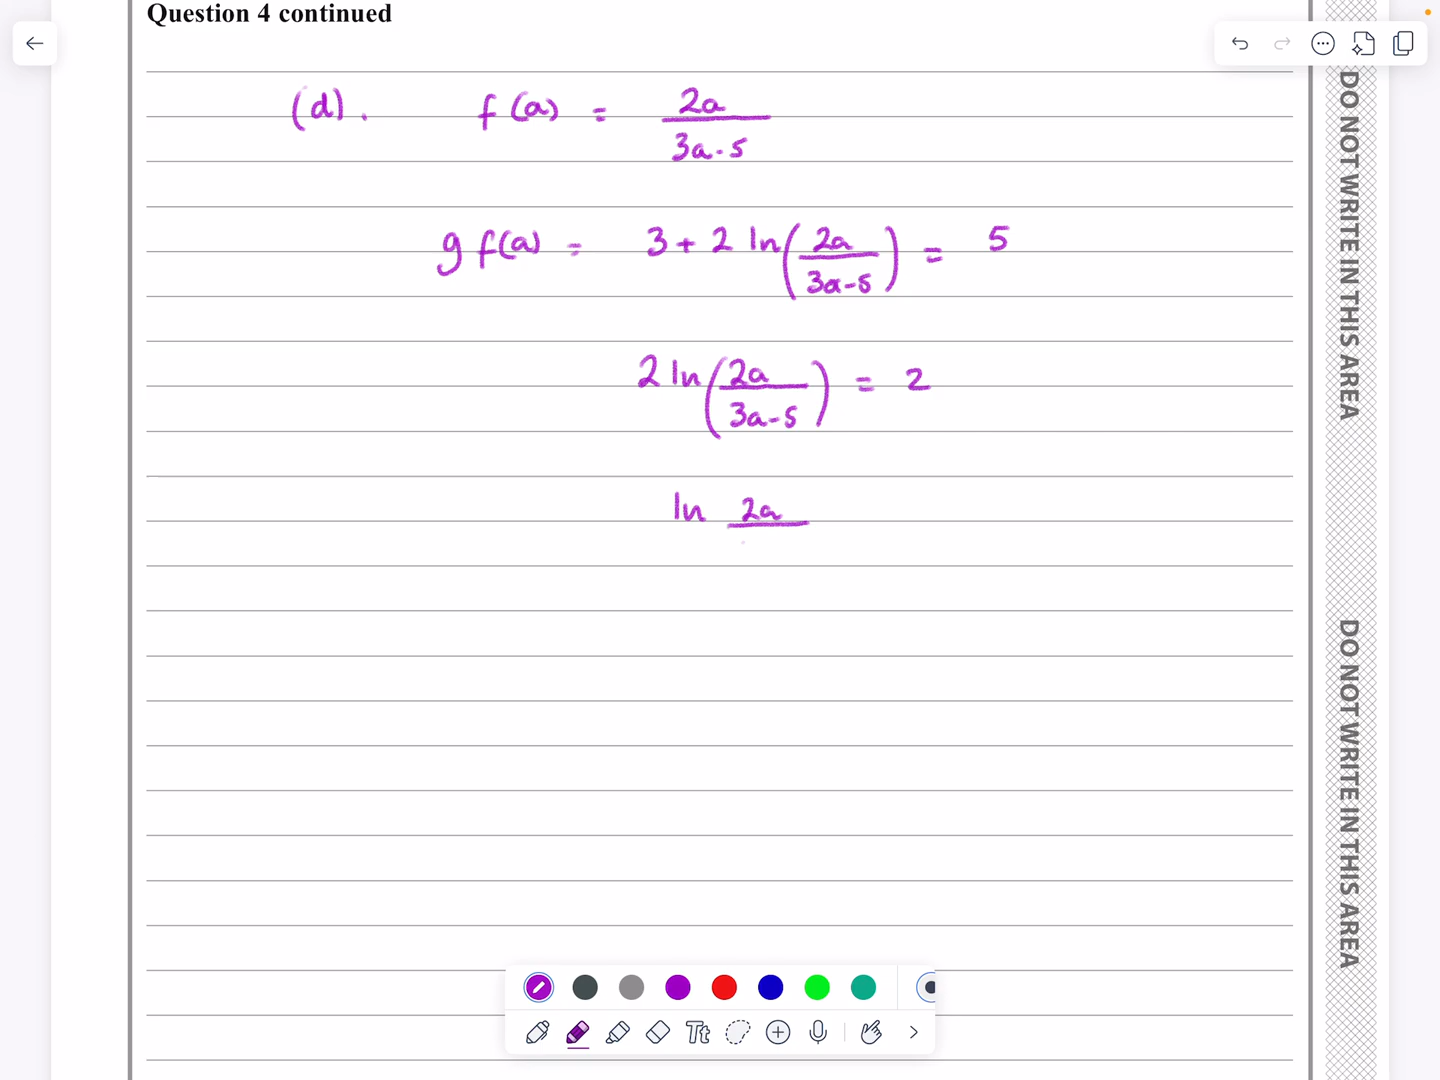 Question 4 continued
(d). f(a) = 2a / 3a-5
g f(a) = 3 + 2 ln(2a / 3a-5) = 5
2 ln(2a / 3a-5) = 2
ln 2a
DO NOT WRITE IN THIS AREA
DO NOT WRITE IN THIS AREA
Tt